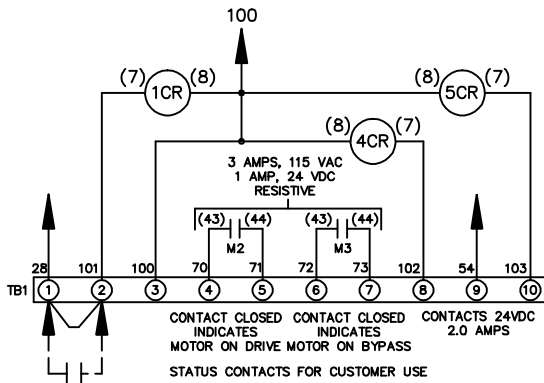 100
(7) 1CR (8) (8) 5CR (7)
(8) 4CR (7)
3 AMPS, 115 VAC
1 AMP, 24 VDC
RESISTIVE
(43) (44) (43) (44)
M2 M3
28 101 100 70 71 72 73 102 54 103
TB1 1 2 3 4 5 6 7 8 9 10
CONTACT CLOSED CONTACT CLOSED CONTACTS 24VDC
INDICATES INDICATES 2.0 AMPS
MOTOR ON DRIVE MOTOR ON BYPASS
STATUS CONTACTS FOR CUSTOMER USE